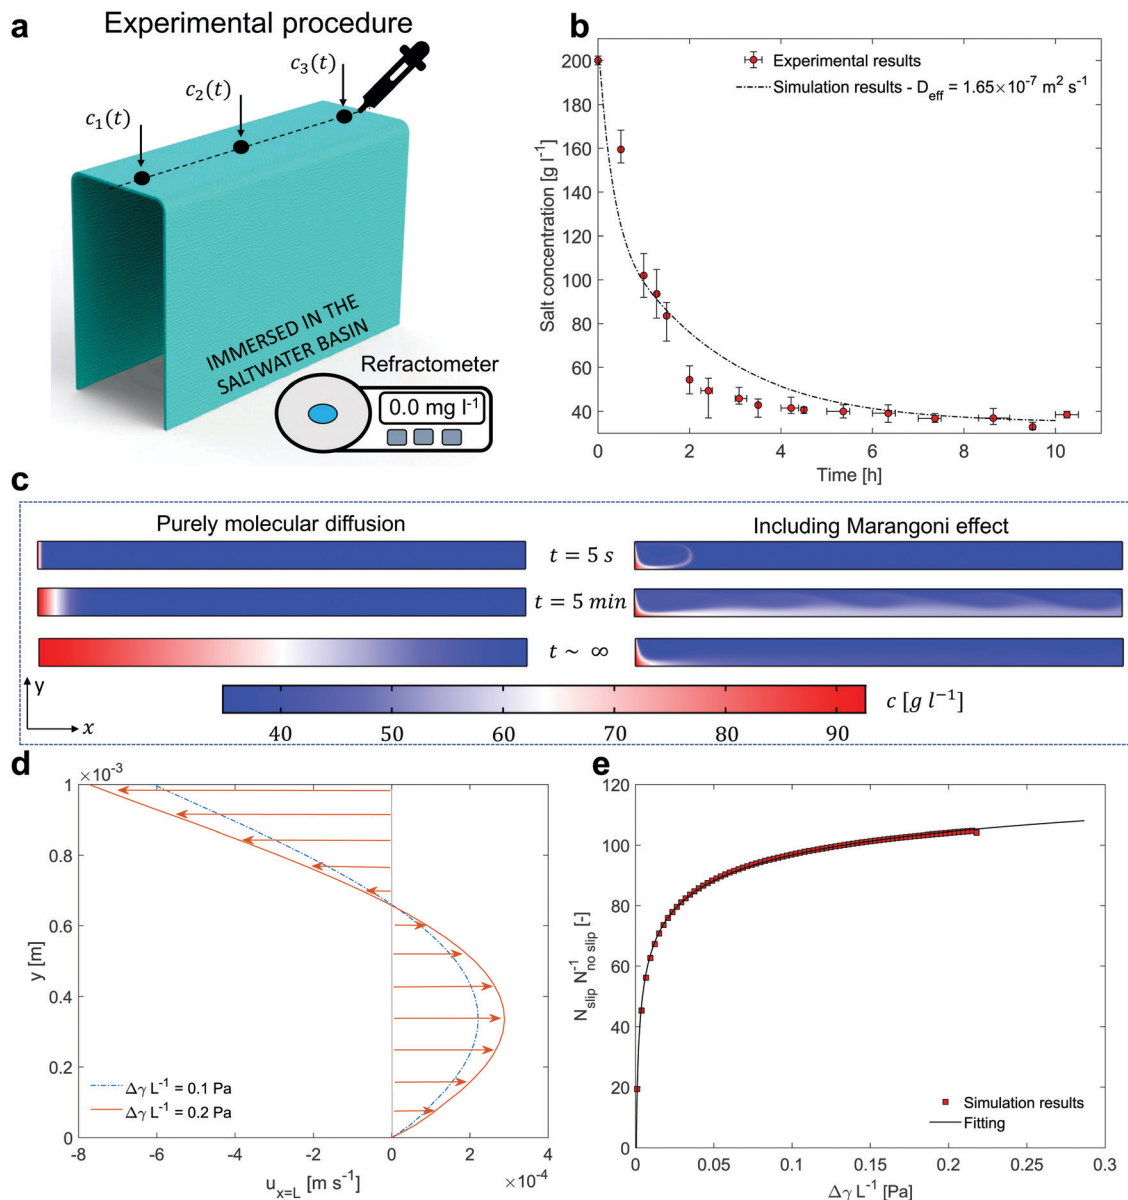 a
Experimental procedure
c₁(t)
c₂(t)
c₃(t)
IMMERSED IN THE
SALTWATER BASIN
Refractometer
0.0 mg l⁻¹
b
Experimental results
Simulation results - D_eff = 1.65×10⁻⁷ m² s⁻¹
Salt concentration [g l⁻¹]
200
180
160
140
120
100
80
60
40
0
2
4
6
8
10
Time [h]
c
Purely molecular diffusion
Including Marangoni effect
t = 5 s
t = 5 min
t ~ ∞
y
x
40
50
60
70
80
90
c [g l⁻¹]
d
×10⁻³
1
0.8
0.6
0.4
0.2
0
y [m]
Δγ L⁻¹ = 0.1 Pa
Δγ L⁻¹ = 0.2 Pa
-8
-6
-4
-2
0
2
4
u_x=L [m s⁻¹]
×10⁻⁴
e
120
100
80
60
40
20
0
N_slip N⁻¹_no slip [-]
Simulation results
Fitting
0
0.05
0.1
0.15
0.2
0.25
0.3
Δγ L⁻¹ [Pa]